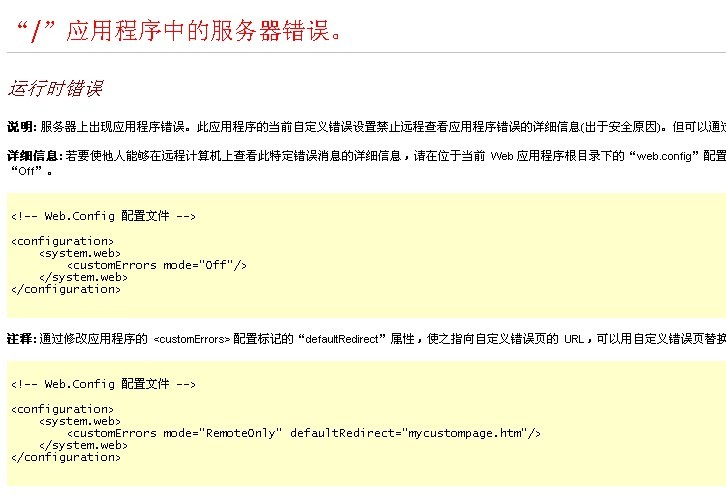 “/”应用程序中的服务器错误。
运行时错误
说明: 服务器上出现应用程序错误。此应用程序的当前自定义错误设置禁止远程查看应用程序错误的详细信息(出于安全原因)。但可以通过
详细信息: 若要使他人能够在远程计算机上查看此特定错误消息的详细信息，请在位于当前 Web 应用程序根目录下的“web.config”配置
“Off”。
<!-- Web.Config 配置文件 -->
<configuration>
    <system.web>
        <customErrors mode="Off"/>
    </system.web>
</configuration>
注释: 通过修改应用程序的 <customErrors> 配置标记的“defaultRedirect”属性，使之指向自定义错误页的 URL，可以用自定义错误页替换
<!-- Web.Config 配置文件 -->
<configuration>
    <system.web>
        <customErrors mode="RemoteOnly" defaultRedirect="mycustompage.htm"/>
    </system.web>
</configuration>